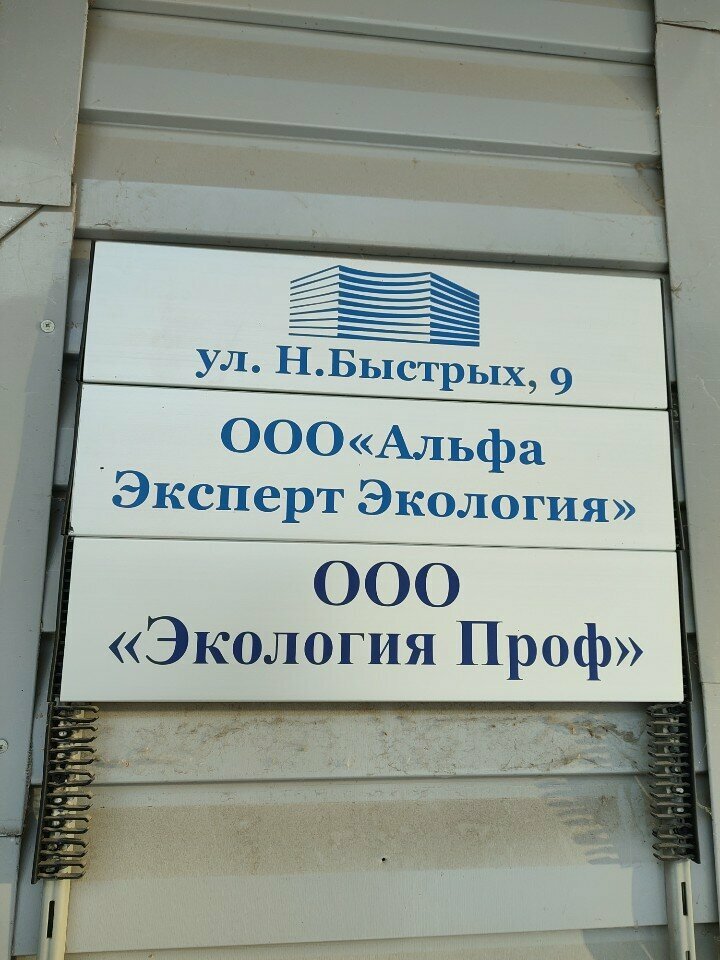 ул. Н.Быстрых, 9
ООО«Альфа
Эксперт Экология»
ООО
«Экология Проф»